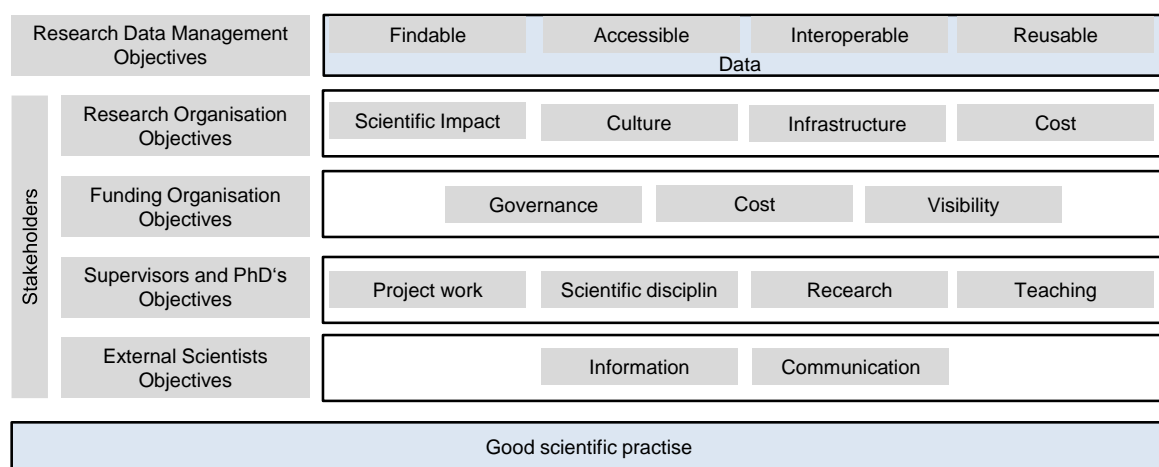 Research Data Management
Objectives
Findable
Accessible
Interoperable
Reusable
Data
Stakeholders
Research Organisation
Objectives
Scientific Impact
Culture
Infrastructure
Cost
Funding Organisation
Objectives
Governance
Cost
Visibility
Supervisors and PhD‘s
Objectives
Project work
Scientific disciplin
Recearch
Teaching
External Scientists
Objectives
Information
Communication
Good scientific practise